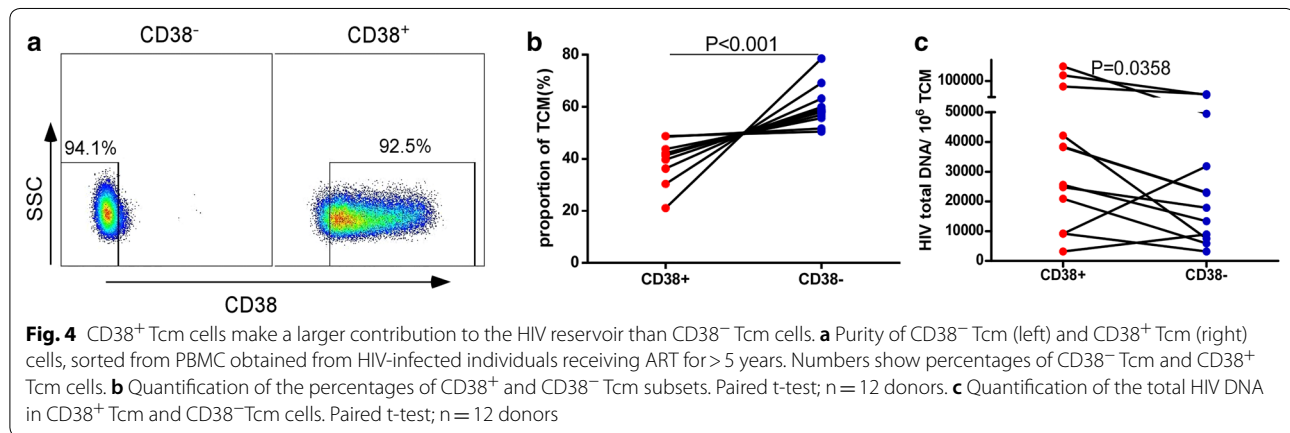 a
CD38⁻
CD38⁺
94.1%
92.5%
SSC
CD38
b
P<0.001
proportion of TCM(%)
80
60
40
20
0
CD38+
CD38-
c
P=0.0358
HIV total DNA/ 10⁶ TCM
100000
50000
40000
30000
20000
10000
0
CD38+
CD38-
Fig. 4 CD38⁺ Tcm cells make a larger contribution to the HIV reservoir than CD38⁻ Tcm cells. a Purity of CD38⁻ Tcm (left) and CD38⁺ Tcm (right)
cells, sorted from PBMC obtained from HIV-infected individuals receiving ART for > 5 years. Numbers show percentages of CD38⁻ Tcm and CD38⁺
Tcm cells. b Quantification of the percentages of CD38⁺ and CD38⁻ Tcm subsets. Paired t-test; n = 12 donors. c Quantification of the total HIV DNA
in CD38⁺ Tcm and CD38⁻Tcm cells. Paired t-test; n = 12 donors